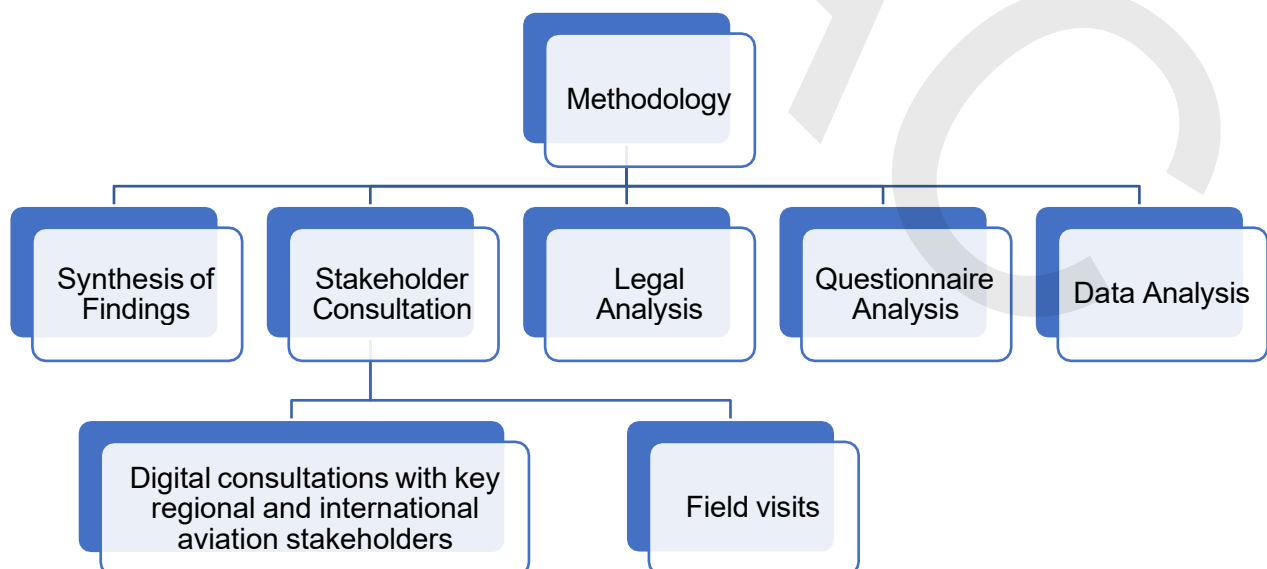 Methodology
Synthesis of
Findings
Stakeholder
Consultation
Legal
Analysis
Questionnaire
Analysis
Data Analysis
Digital consultations with key
regional and international
aviation stakeholders
Field visits